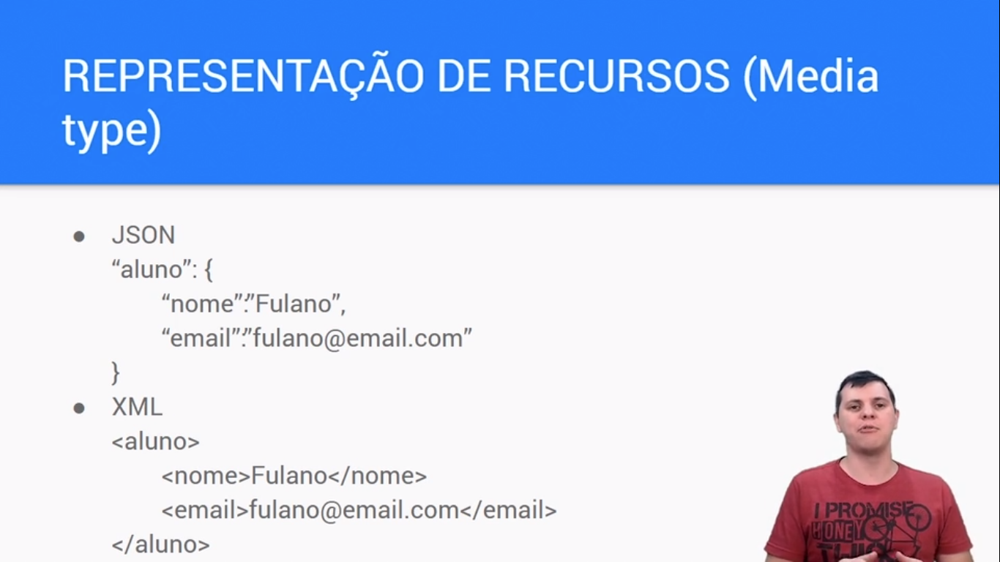 REPRESENTAÇÃO DE RECURSOS (Media
type)
● JSON
“aluno”: {
“nome”:”Fulano”,
“email”:”fulano@email.com”
}
● XML
<aluno>
<nome>Fulano</nome>
<email>fulano@email.com</email>
</aluno>
I PROMISE
HONEY